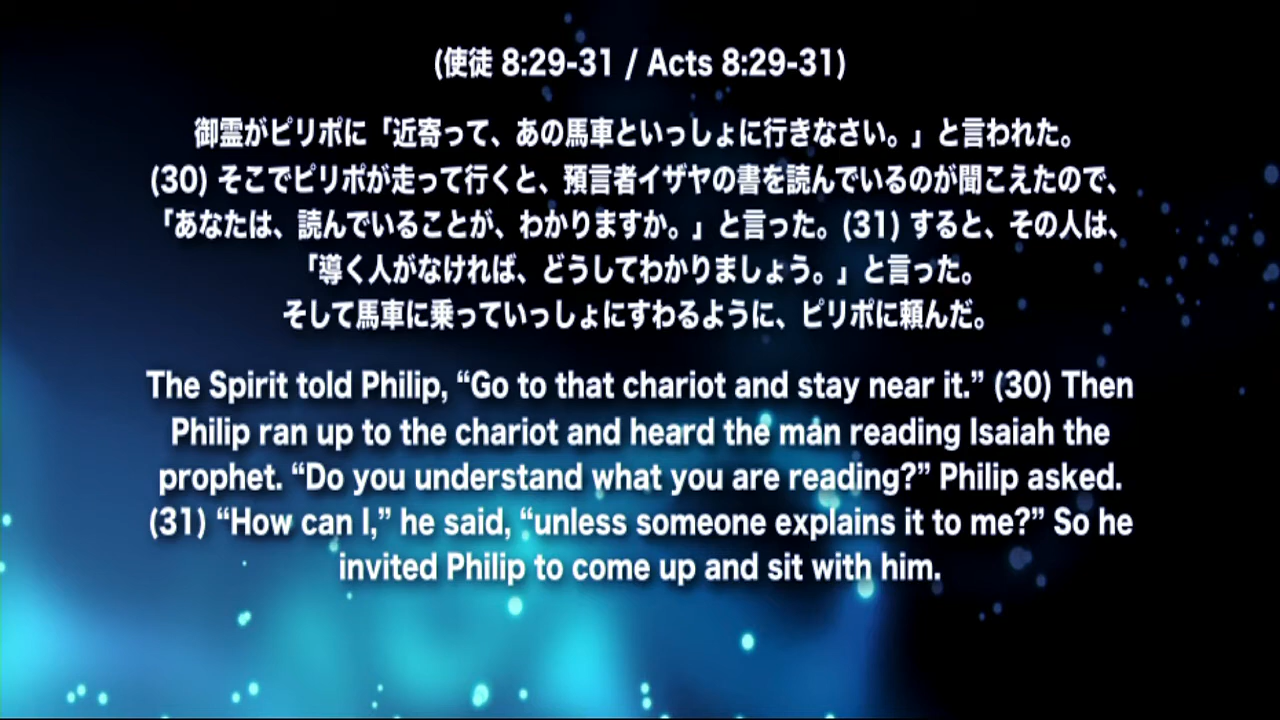 (使徒 8:29-31 / Acts 8:29-31)
御霊がピリポに「近寄って、あの馬車といっしょに行きなさい。」と言われた。
(30) そこでピリポが走って行くと、預言者イザヤの書を読んでいるのが聞こえたので、
「あなたは、読んでいることが、わかりますか。」と言った。(31) すると、その人は、
「導く人がなければ、どうしてわかりましょう。」と言った。
そして馬車に乗っていっしょにすわるように、ピリポに頼んだ。
The Spirit told Philip, “Go to that chariot and stay near it.” (30) Then
Philip ran up to the chariot and heard the man reading Isaiah the
prophet. “Do you understand what you are reading?” Philip asked.
(31) “How can I,” he said, “unless someone explains it to me?” So he
invited Philip to come up and sit with him.